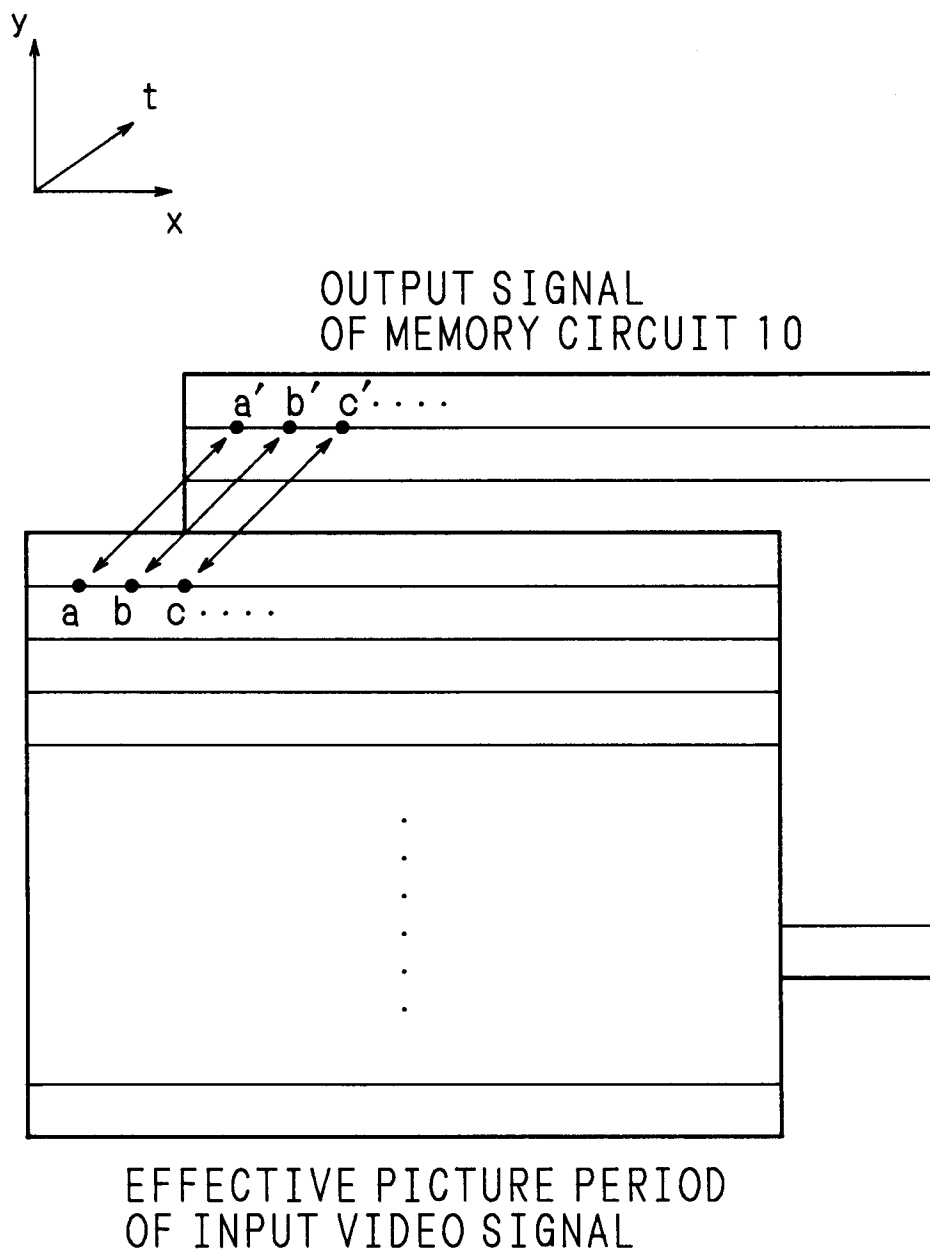 y
t
x
OUTPUT SIGNAL
OF MEMORY CIRCUIT 10
a′ b′ c′ ‥‥
a b c ‥‥
EFFECTIVE PICTURE PERIOD
OF INPUT VIDEO SIGNAL